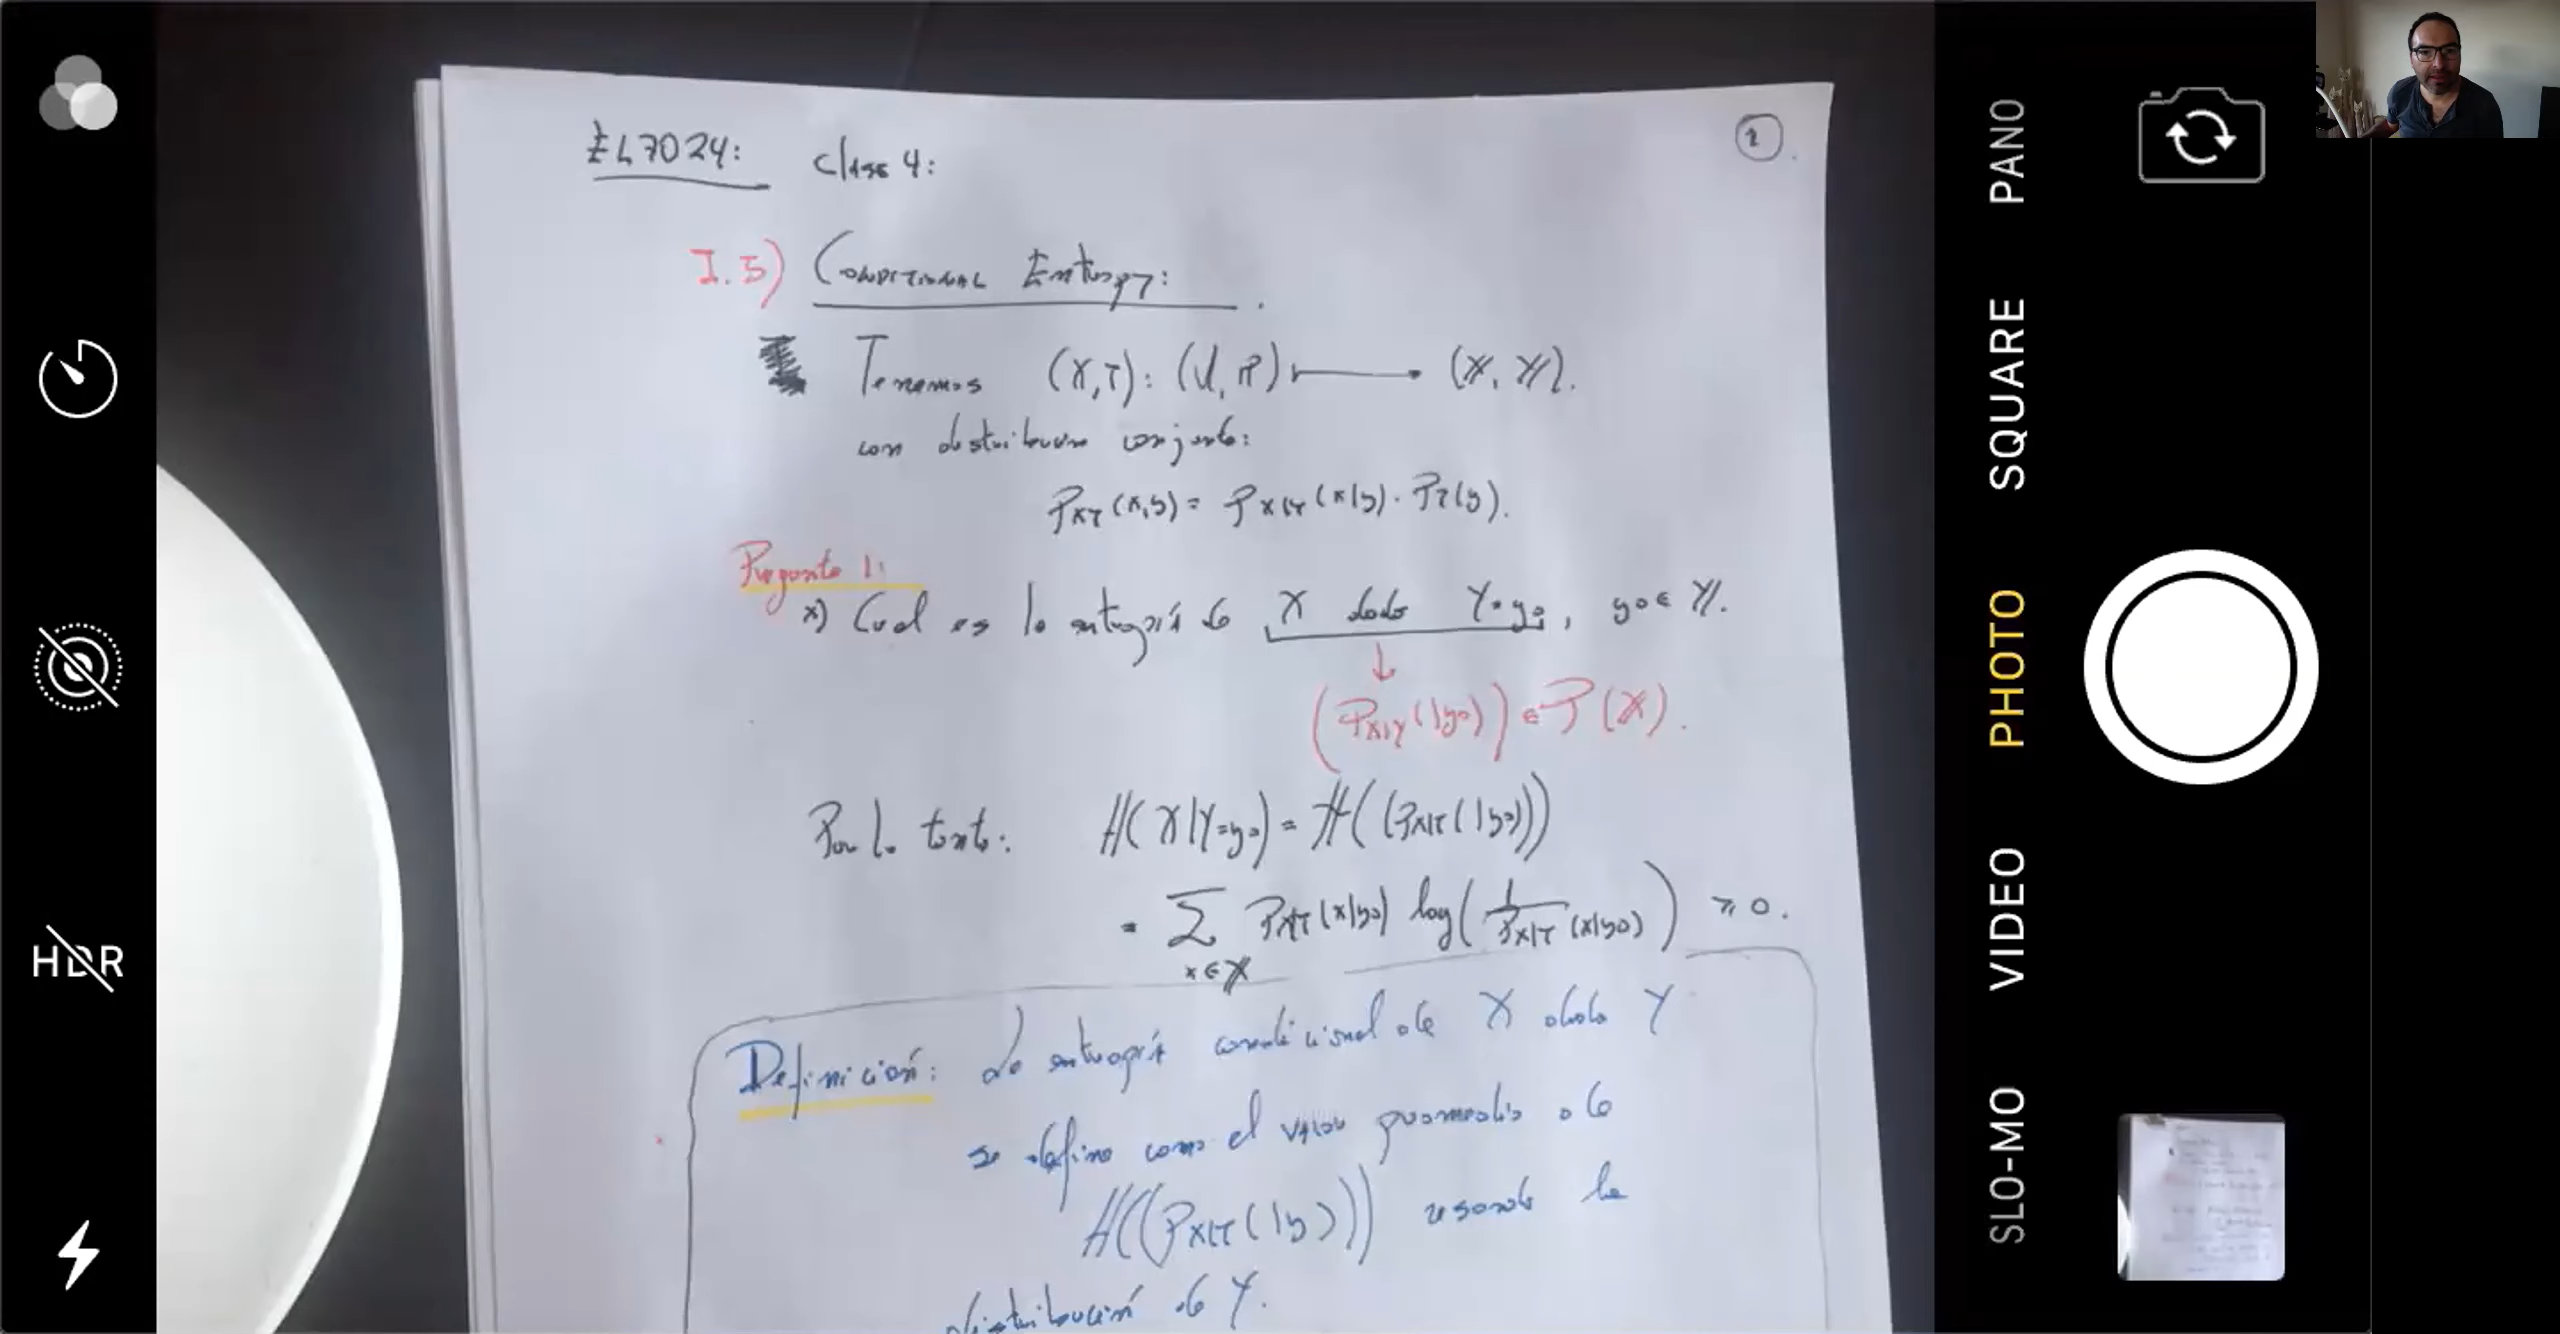 EL7024: Clase 4:
1
I.5) Conditional Entropy:
Tenemos (X,Y): (U, P) ↦ (𝕏, 𝕐).
con distribución conjunta:
P_XY(x,y) = P_X|Y(x|y) · P_Y(y).
Pregunta 1:
*) Cual es la entropía de X dado Y=y0, y0 ∈ 𝕐.
↓
(P_X|Y(|y0)) ∈ P(𝕏).
Por lo tanto: H(X|Y=y0) = H((P_X|Y(|y0)))
= ∑ P_X|Y(x|y0) log(1/P_X|Y(x|y0)) ≥ 0.
x∈𝕏
Definición: La entropía condicional de X dado Y
se define como el valor promedio de
H((P_X|Y(|y))) usando la
distribución de Y.
PANO
SQUARE
PHOTO
VIDEO
SLO-MO
HDR